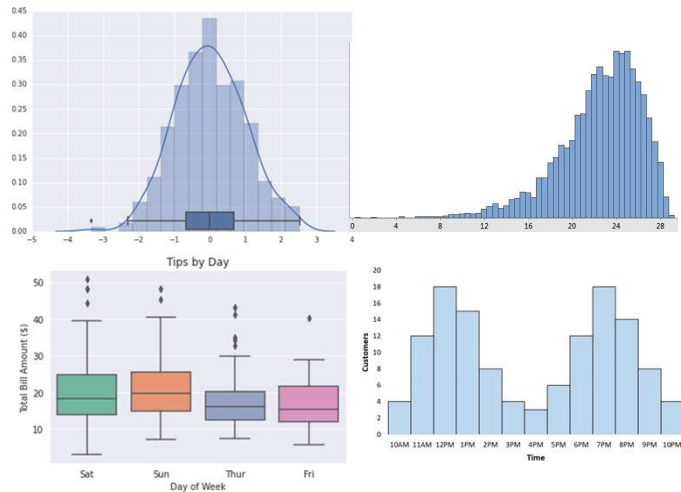 0.45
0.40
0.35
0.30
0.25
0.20
0.15
0.10
0.05
0.00
−5 −4 −3 −2 −1 0 1 2 3 4
0 4 8 12 16 20 24 28
Tips by Day
Total Bill Amount ($)
50
40
30
20
10
Sat Sun Thur Fri
Day of Week
Customers
20
18
16
14
12
10
8
6
4
2
0
10AM 11AM 12PM 1PM 2PM 3PM 4PM 5PM 6PM 7PM 8PM 9PM 10PM
Time